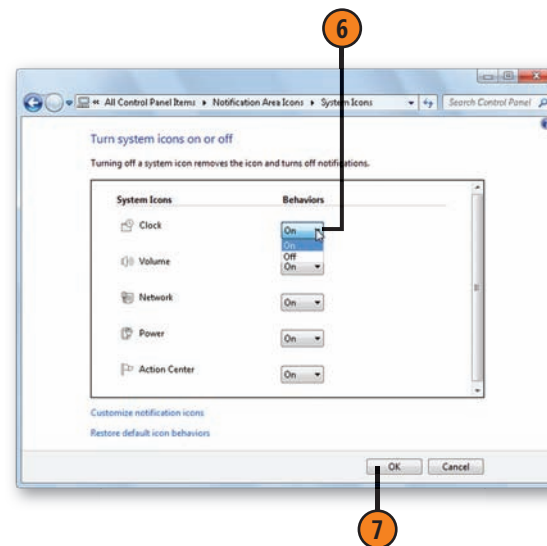 6
« All Control Panel Items ▸ Notification Area Icons ▸ System Icons
Search Control Panel
Turn system icons on or off
Turning off a system icon removes the icon and turns off notifications.
System Icons Behaviors
Clock On
On
Off
Volume On
Network On
Power On
Action Center On
Customize notification icons
Restore default icon behaviors
OK Cancel
7